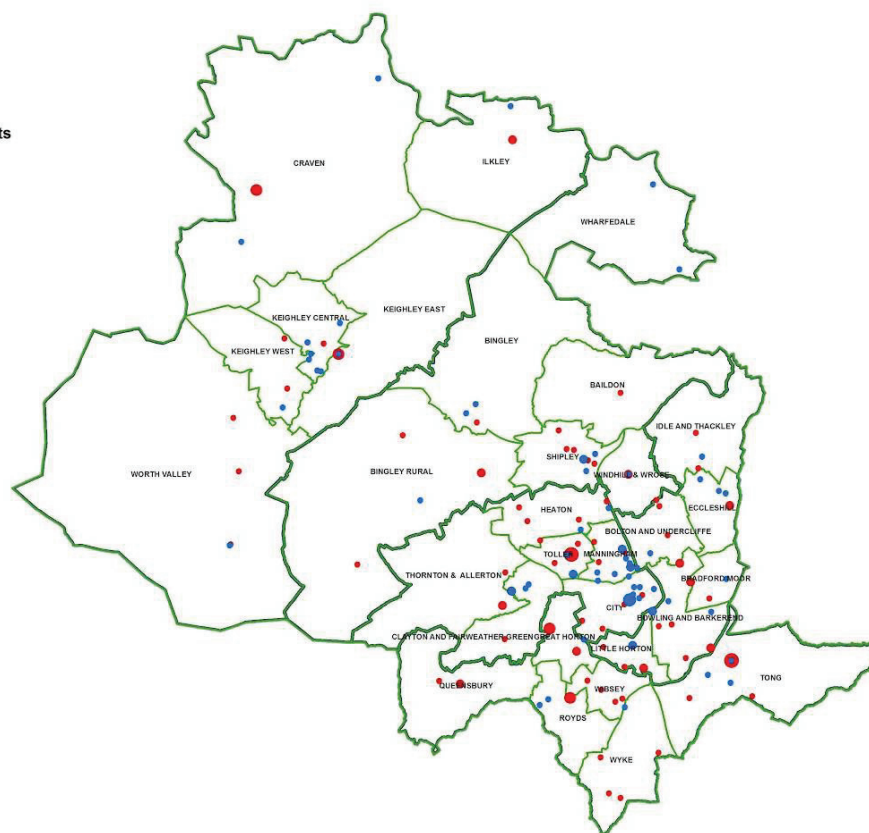 ts
CRAVEN
ILKLEY
WHARFEDALE
KEIGHLEY CENTRAL
KEIGHLEY EAST
KEIGHLEY WEST
BINGLEY
BAILDON
IDLE AND THACKLEY
SHIPLEY
WORTH VALLEY
BINGLEY RURAL
WINDHILL & WROSE
ECCLESHILL
HEATON
BOLTON AND UNDERCLIFFE
TOLLER
MANNINGHAM
THORNTON & ALLERTON
BRADFORD MOOR
CITY
BOWLING AND BARKEREND
CLAYTON AND FAIRWEATHER GREEN
GREAT HORTON
LITTLE HORTON
TONG
QUEENSBURY
WIBSEY
ROYDS
WYKE